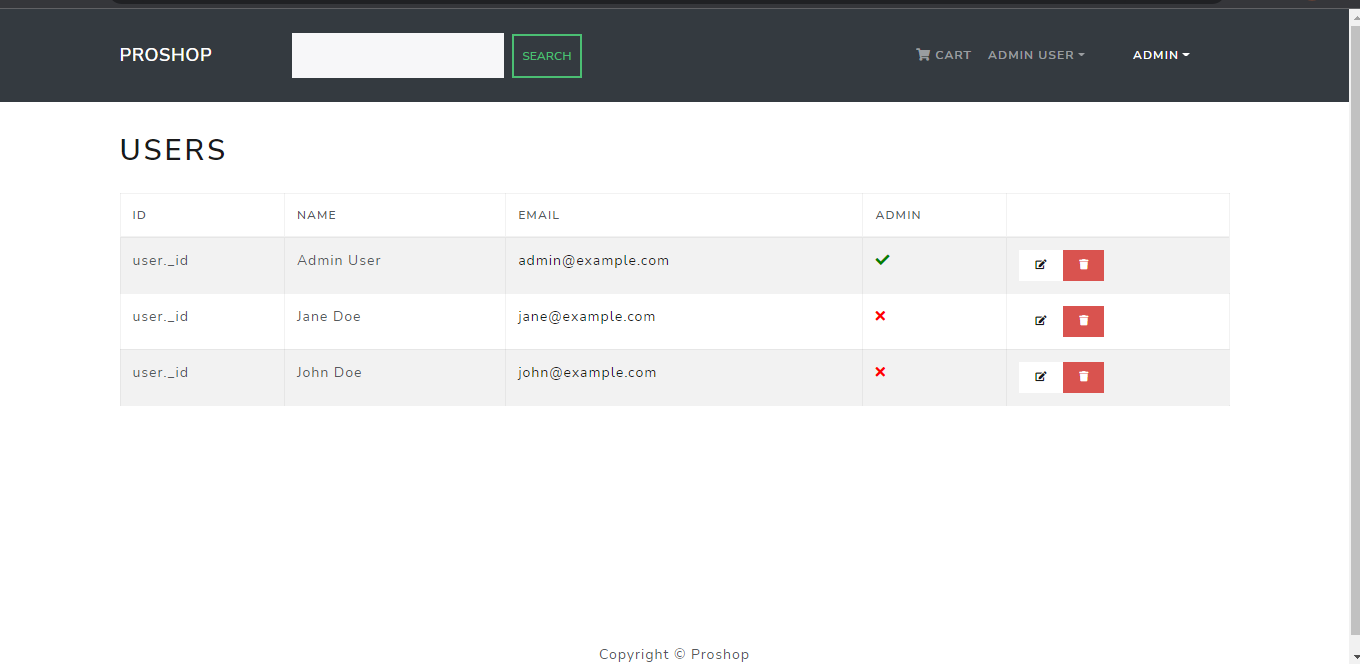 PROSHOP SEARCH CART ADMIN USER ADMIN
USERS
ID NAME EMAIL ADMIN
user._id Admin User admin@example.com
user._id Jane Doe jane@example.com
user._id John Doe john@example.com
Copyright © Proshop